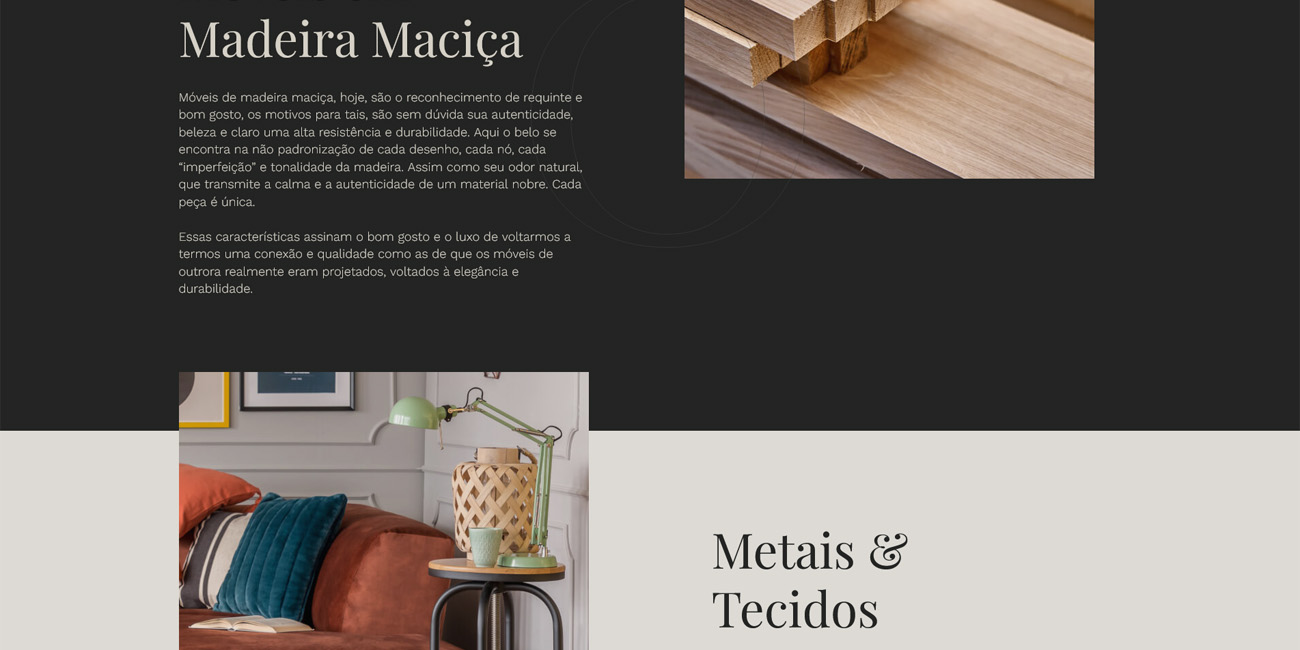 Madeira Maciça
Móveis de madeira maciça, hoje, são o reconhecimento de requinte e
bom gosto, os motivos para tais, são sem dúvida sua autenticidade,
beleza e claro uma alta resistência e durabilidade. Aqui o belo se
encontra na não padronização de cada desenho, cada nó, cada
“imperfeição” e tonalidade da madeira. Assim como seu odor natural,
que transmite a calma e a autenticidade de um material nobre. Cada
peça é única.
Essas características assinam o bom gosto e o luxo de voltarmos a
termos uma conexão e qualidade como as de que os móveis de
outrora realmente eram projetados, voltados à elegância e
durabilidade.
Metais &
Tecidos